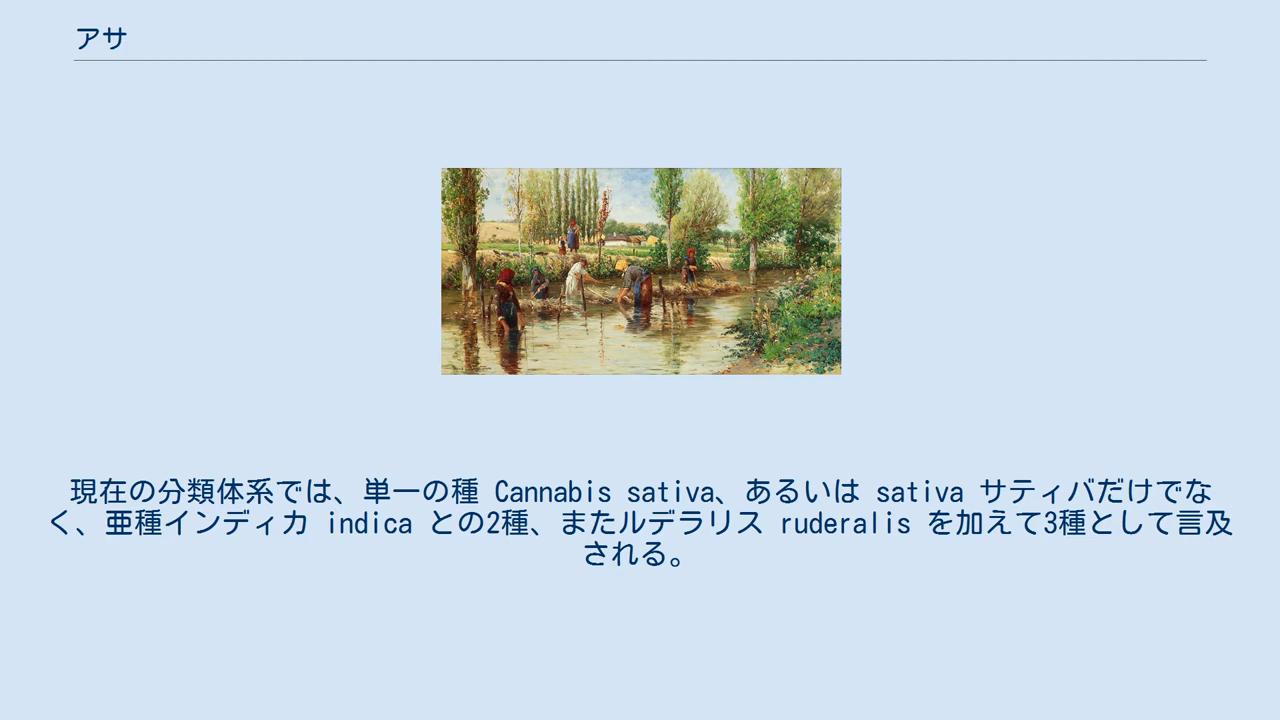 アサ
現在の分類体系では、単一の種 Cannabis sativa、あるいは sativa サティバだけでな
く、亜種インディカ indica との2種、またルデラリス ruderalis を加えて3種として言及
される。